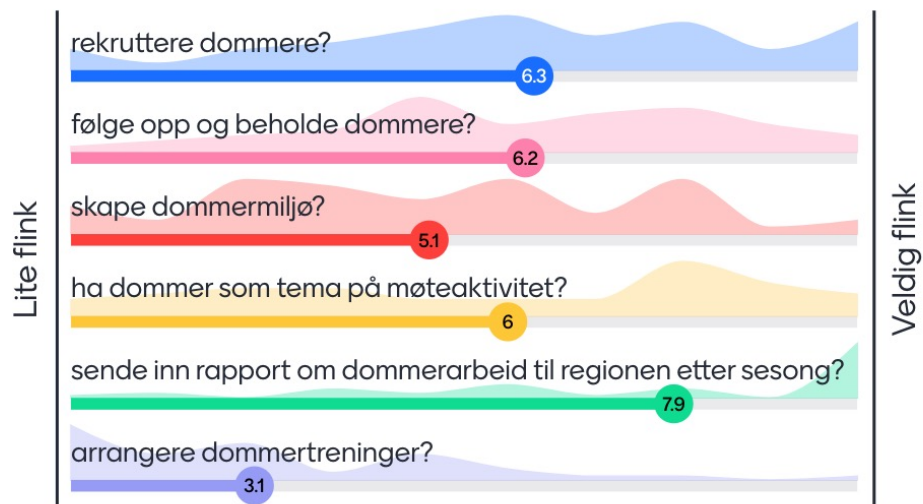 rekruttere dommere?
6.3
følge opp og beholde dommere?
6.2
skape dommermiljø?
5.1
ha dommer som tema på møteaktivitet?
6
sende inn rapport om dommerarbeid til regionen etter sesong?
7.9
arrangere dommertreninger?
3.1
Lite flink
Veldig flink